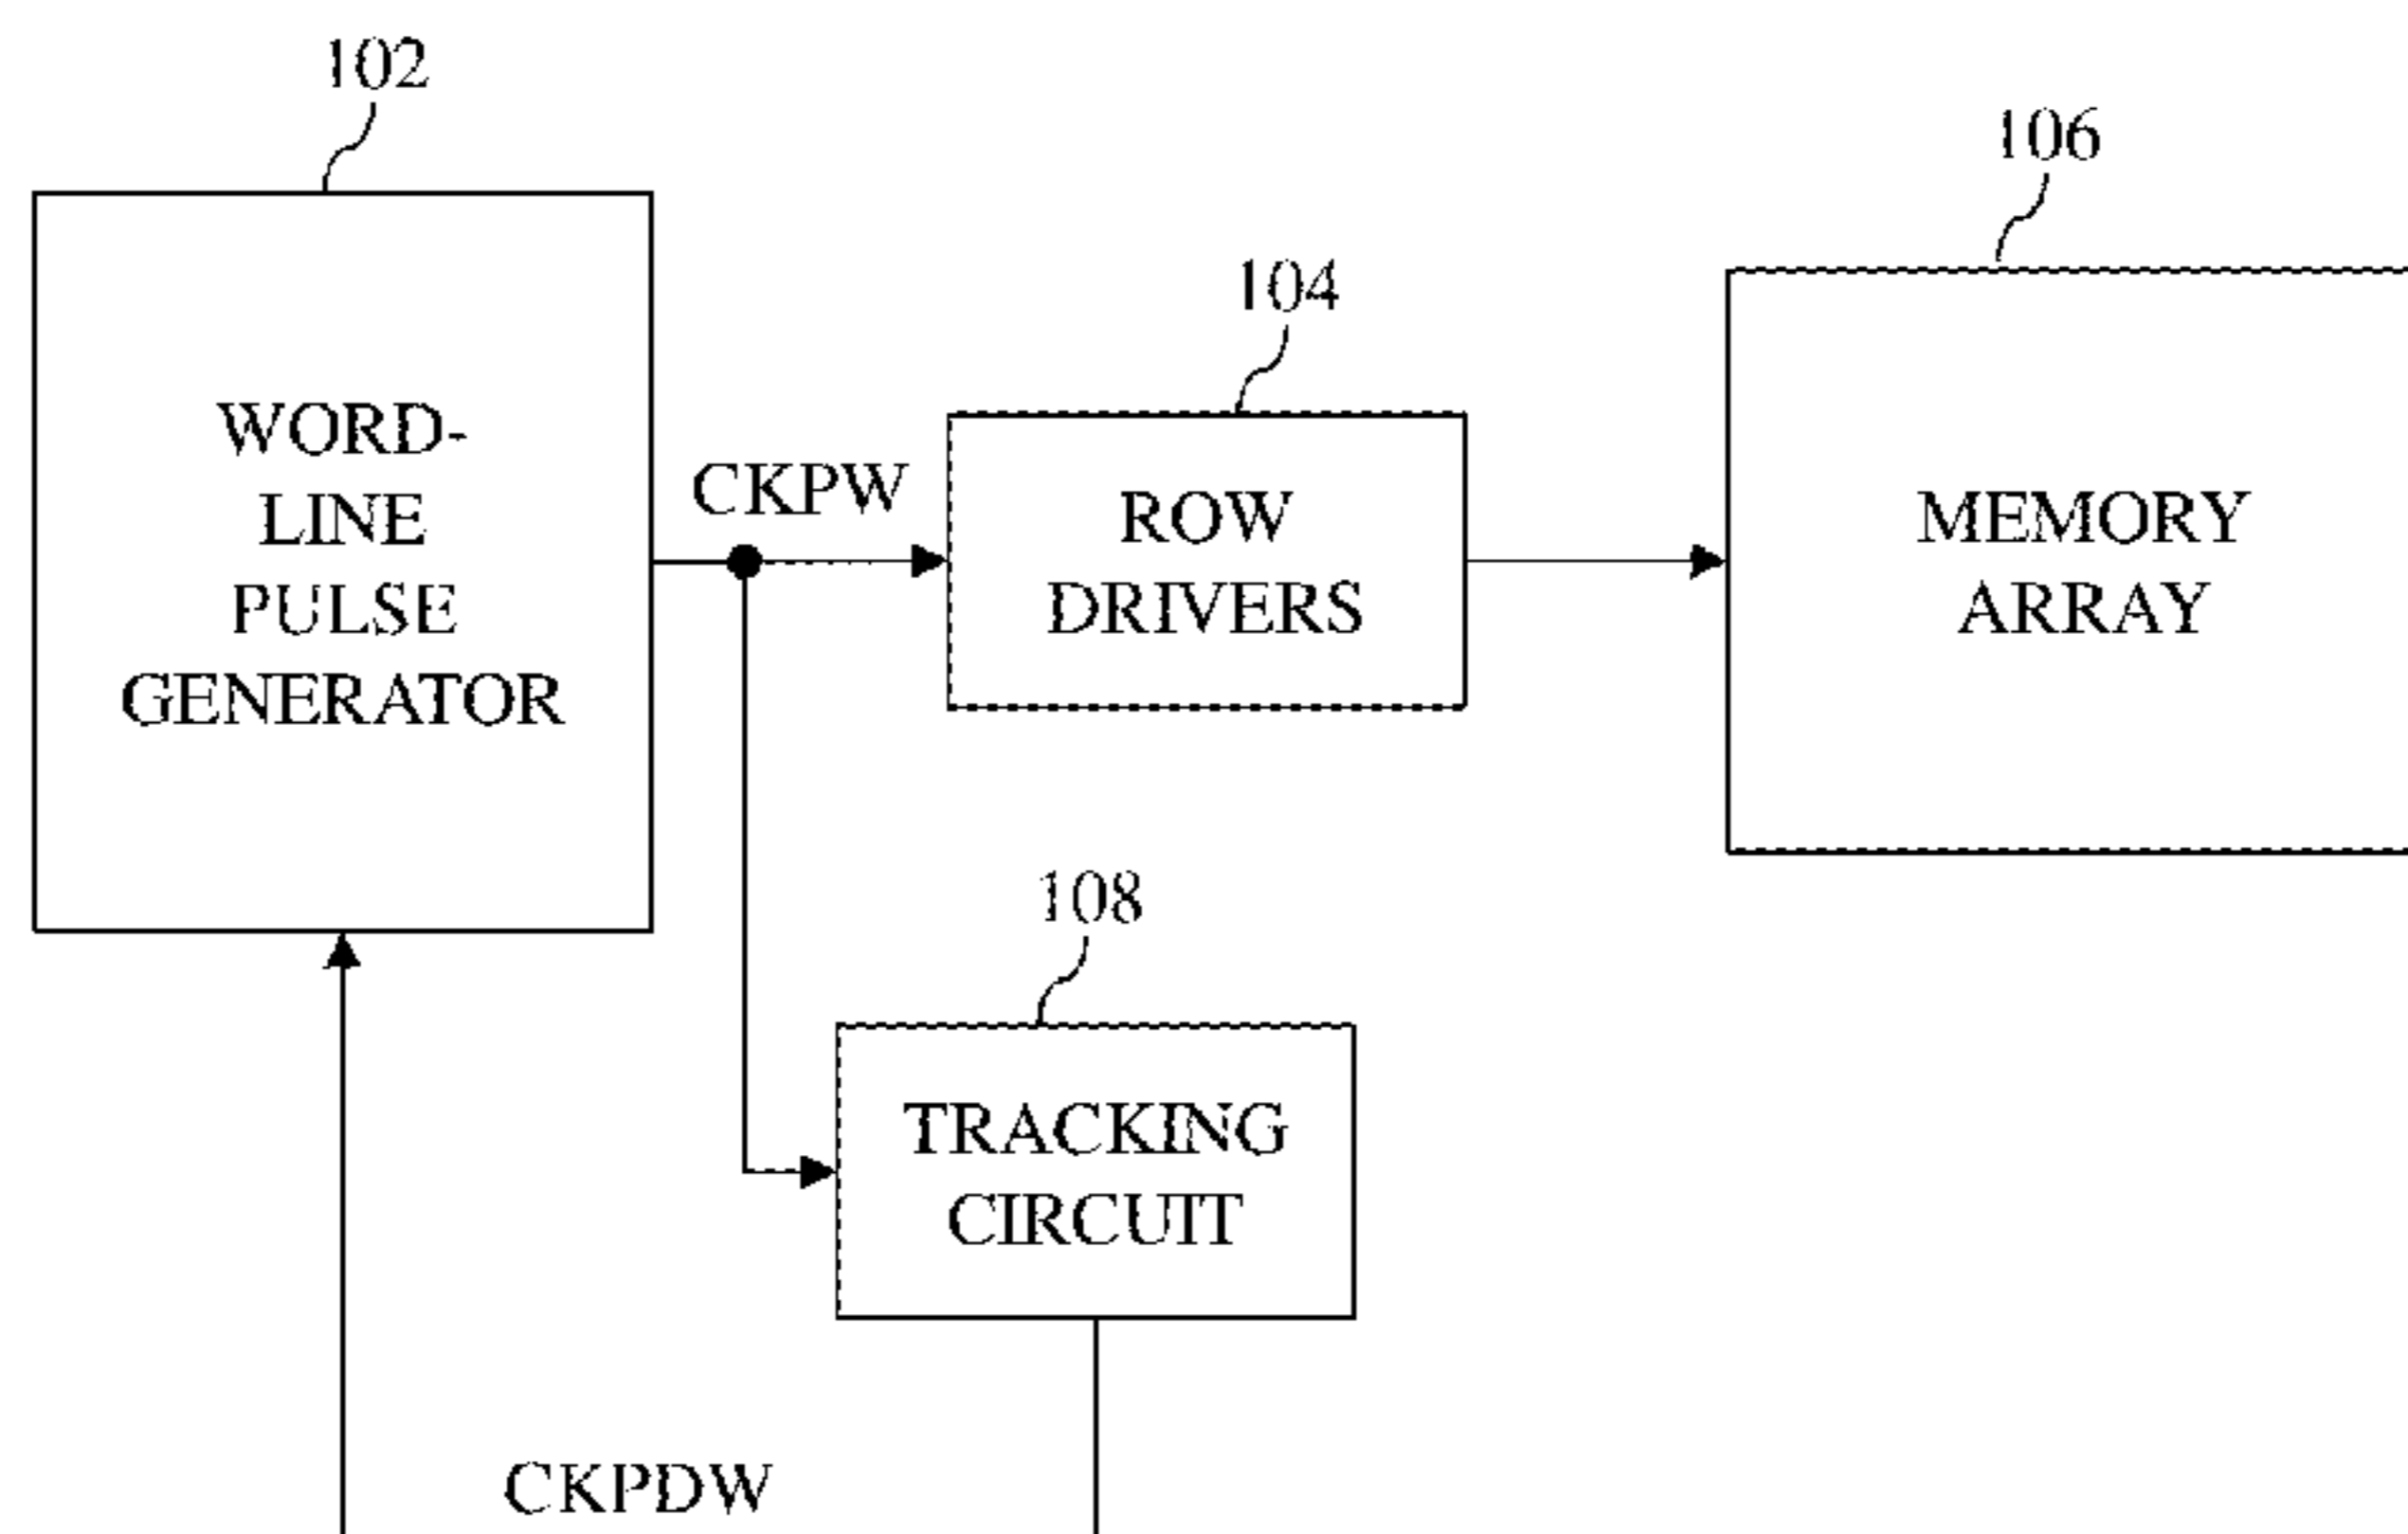 102
WORD-
LINE
PULSE
GENERATOR
CKPW
104
ROW
DRIVERS
106
MEMORY
ARRAY
108
TRACKING
CIRCUIT
CKPDW